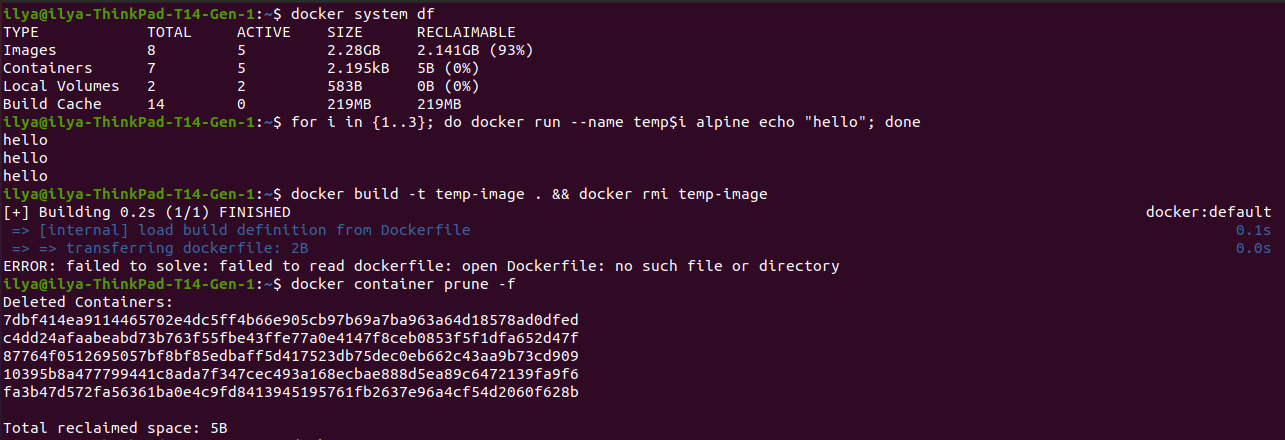 ilya@ilya-ThinkPad-T14-Gen-1:~$ docker system df
TYPE            TOTAL     ACTIVE    SIZE      RECLAIMABLE
Images          8         5         2.28GB    2.141GB (93%)
Containers      7         5         2.195kB   5B (0%)
Local Volumes   2         2         583B      0B (0%)
Build Cache     14        0         219MB     219MB
ilya@ilya-ThinkPad-T14-Gen-1:~$ for i in {1..3}; do docker run --name temp$i alpine echo "hello"; done
hello
hello
hello
ilya@ilya-ThinkPad-T14-Gen-1:~$ docker build -t temp-image . && docker rmi temp-image
[+] Building 0.2s (1/1) FINISHED docker:default
=> [internal] load build definition from Dockerfile 0.1s
=> => transferring dockerfile: 2B 0.0s
ERROR: failed to solve: failed to read dockerfile: open Dockerfile: no such file or directory
ilya@ilya-ThinkPad-T14-Gen-1:~$ docker container prune -f
Deleted Containers:
7dbf414ea9114465702e4dc5ff4b66e905cb97b69a7ba963a64d18578ad0dfed
c4dd24afaabeabd73b763f55fbe43ffe77a0e4147f8ceb0853f5f1dfa652d47f
87764f0512695057bf8bf85edbaff5d417523db75dec0eb662c43aa9b73cd909
10395b8a477799441c8ada7f347cec493a168ecbae888d5ea89c6472139fa9f6
fa3b47d572fa56361ba0e4c9fd8413945195761fb2637e96a4cf54d2060f628b
Total reclaimed space: 5B